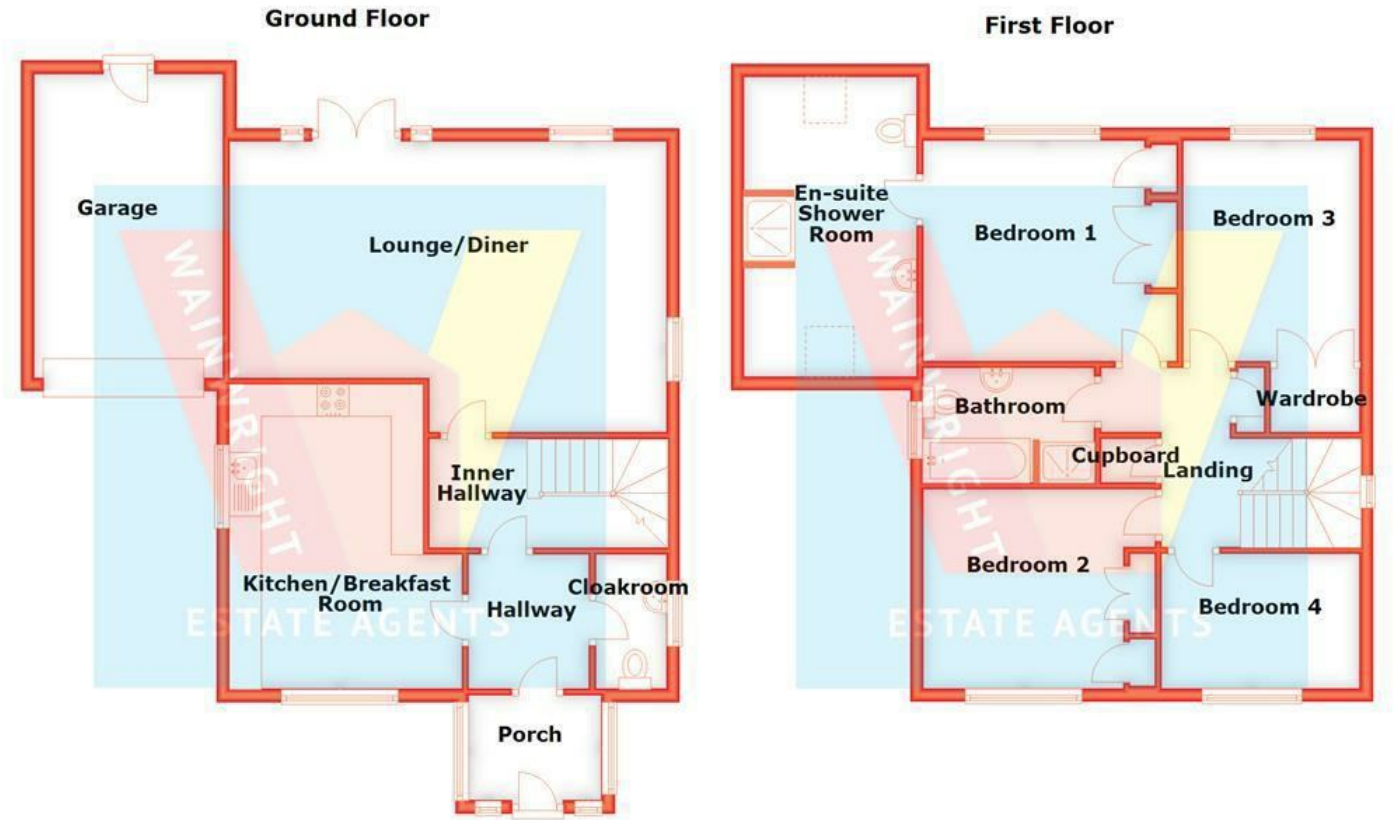 Ground Floor
Garage
Lounge/Diner
Inner
Hallway
Kitchen/Breakfast
Room
Hallway
Cloakroom
Porch
WAINWRIGHT
ESTATE AGENTS
First Floor
En-suite
Shower
Room
Bedroom 1
Bedroom 3
Bathroom
Wardrobe
Cupboard
Landing
Bedroom 2
Bedroom 4
WAINWRIGHT
ESTATE AGENTS